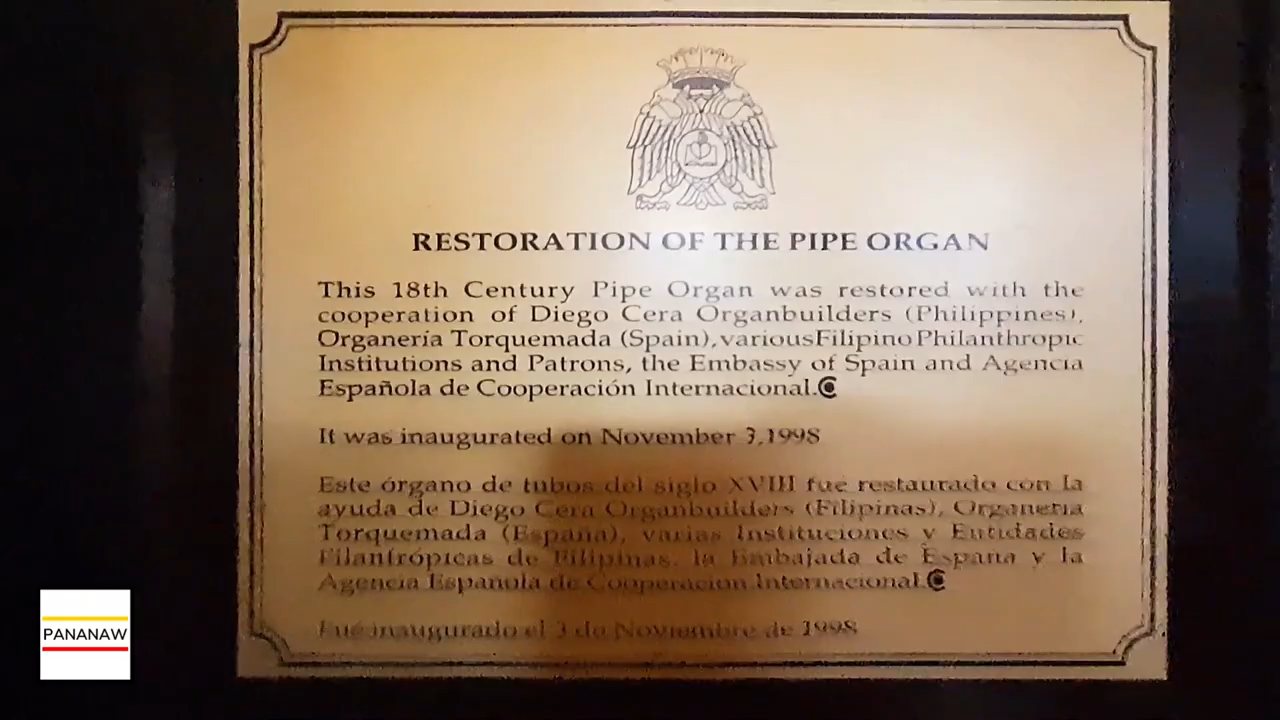 RESTORATION OF THE PIPE ORGAN
This 18th Century Pipe Organ was restored with the
cooperation of Diego Cera Organbuilders (Philippines),
Organería Torquemada (Spain), various Filipino Philanthropic
Institutions and Patrons, the Embassy of Spain and Agencia
Española de Cooperación Internacional.
It was inaugurated on November 3,1998
Este órgano de tubos del siglo XVIII fue restaurado con la
ayuda de Diego Cera Organbuilders (Filipinas), Organería
Torquemada (España), varias Instituciones y Entidades
Filantrópicas de Filipinas, la Embajada de España y la
Agencia Española de Cooperación Internacional.
Fue inaugurado el 3 de Noviembre de 1998
PANANAW